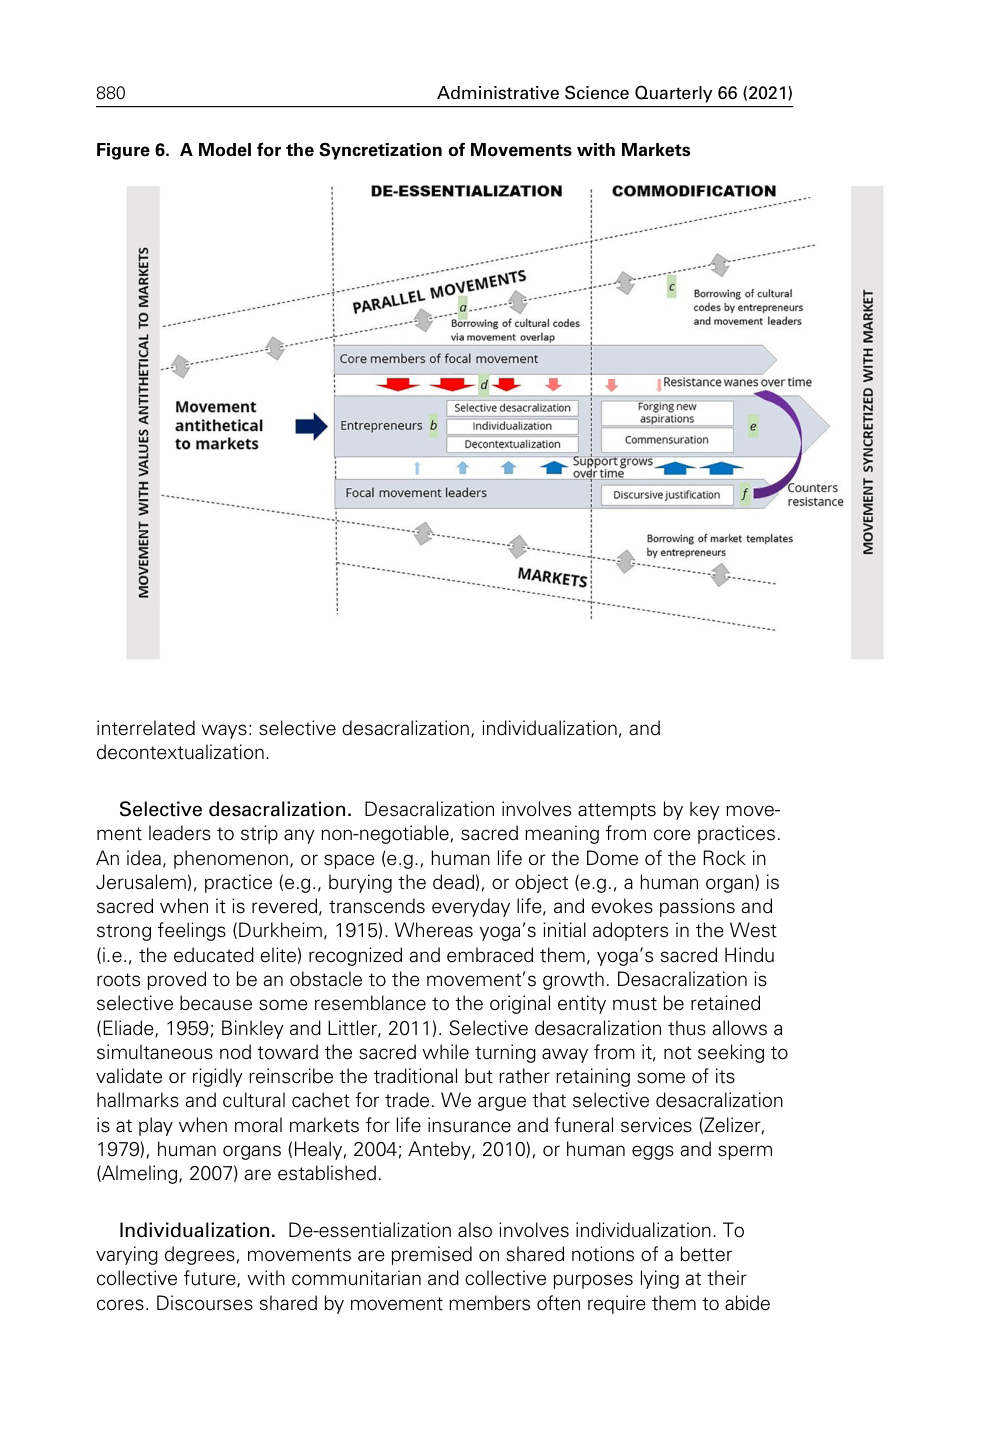 880
Administrative Science Quarterly 66 (2021)
Figure 6. A Model for the Syncretization of Movements with Markets
DE-ESSENTIALIZATION
COMMODIFICATION
MOVEMENT WITH VALUES ANTITHETICAL TO MARKETS
PARALLEL MOVEMENTS
a
Borrowing of cultural codes
via movement overlap
c
Borrowing of cultural
codes by entrepreneurs
and movement leaders
Core members of focal movement
d
Resistance wanes over time
Movement
antithetical
to markets
Entrepreneurs b
Selective desacralization
Individualization
Decontextualization
Forging new
aspirations
Commensuration
e
Support grows
over time
Focal movement leaders
Discursive justification
f
Counters
resistance
Borrowing of market templates
by entrepreneurs
MARKETS
MOVEMENT SYNCRETIZED WITH MARKET
interrelated ways: selective desacralization, individualization, and
decontextualization.
Selective desacralization. Desacralization involves attempts by key move-
ment leaders to strip any non-negotiable, sacred meaning from core practices.
An idea, phenomenon, or space (e.g., human life or the Dome of the Rock in
Jerusalem), practice (e.g., burying the dead), or object (e.g., a human organ) is
sacred when it is revered, transcends everyday life, and evokes passions and
strong feelings (Durkheim, 1915). Whereas yoga's initial adopters in the West
(i.e., the educated elite) recognized and embraced them, yoga's sacred Hindu
roots proved to be an obstacle to the movement's growth. Desacralization is
selective because some resemblance to the original entity must be retained
(Eliade, 1959; Binkley and Littler, 2011). Selective desacralization thus allows a
simultaneous nod toward the sacred while turning away from it, not seeking to
validate or rigidly reinscribe the traditional but rather retaining some of its
hallmarks and cultural cachet for trade. We argue that selective desacralization
is at play when moral markets for life insurance and funeral services (Zelizer,
1979), human organs (Healy, 2004; Anteby, 2010), or human eggs and sperm
(Almeling, 2007) are established.
Individualization. De-essentialization also involves individualization. To
varying degrees, movements are premised on shared notions of a better
collective future, with communitarian and collective purposes lying at their
cores. Discourses shared by movement members often require them to abide